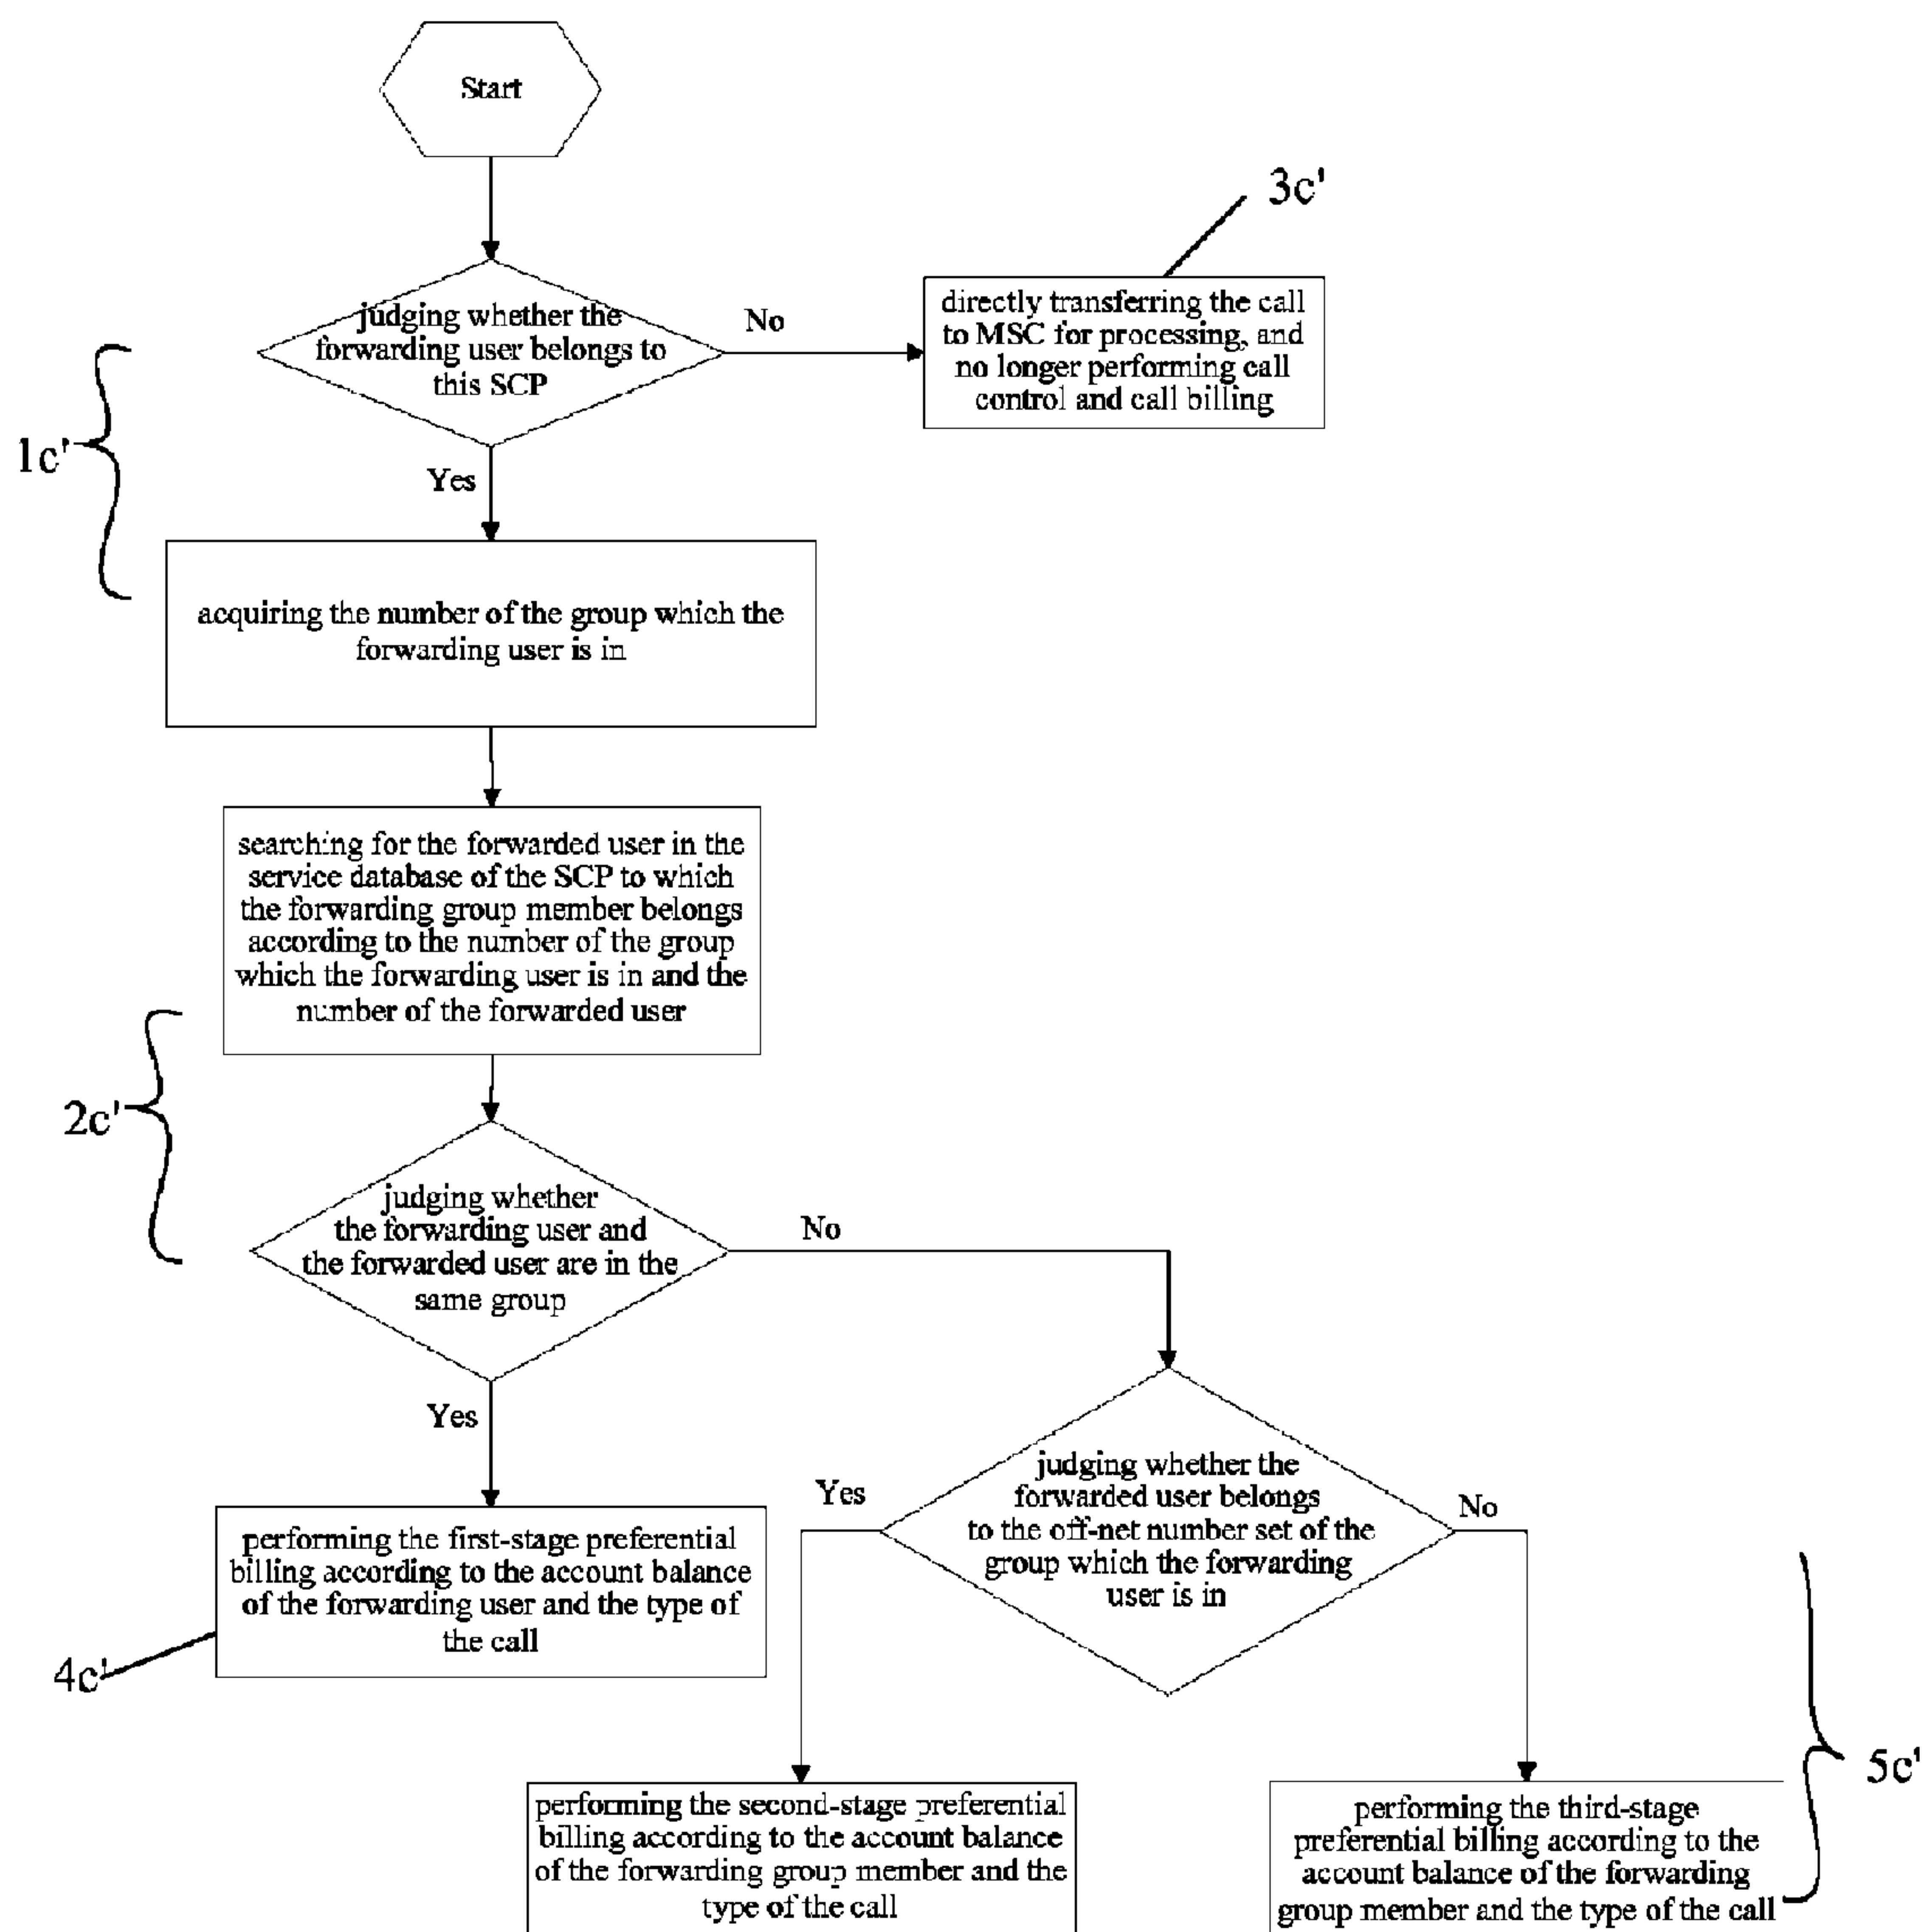 Start
3c'
judging whether the
forwarding user belongs to
this SCP
No
directly transferring the call
to MSC for processing, and
no longer performing call
control and call billing
1c'
Yes
acquiring the number of the group which the
forwarding user is in
searching for the forwarded user in the
service database of the SCP to which
the forwarding group member belongs
according to the number of the group
which the forwarding user is in and the
number of the forwarded user
2c'
judging whether
the forwarding user and
the forwarded user are in the
same group
No
Yes
judging whether the
forwarded user belongs
to the off-net number set of the
group which the forwarding
user is in
Yes
No
performing the first-stage preferential
billing according to the account balance
of the forwarding user and the type of
the call
4c'
5c'
performing the second-stage preferential
billing according to the account balance
of the forwarding group member and the
type of the call
performing the third-stage
preferential billing according to the
account balance of the forwarding
group member and the type of the call